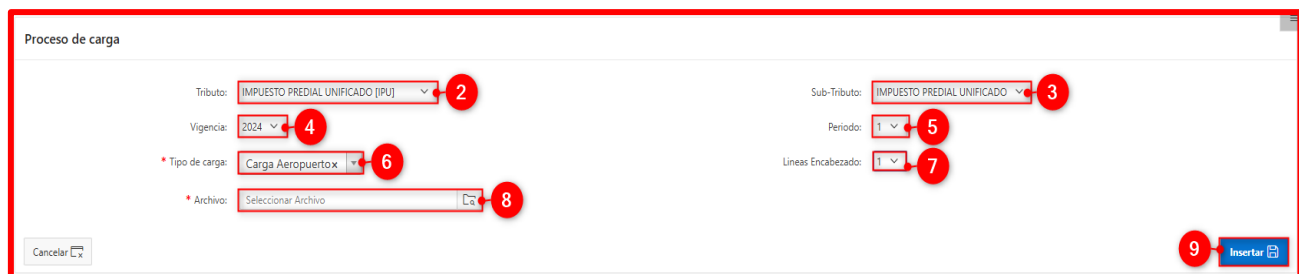 Proceso de carga
Tributo: IMPUESTO PREDIAL UNIFICADO [IPU] 2 Sub-Tributo: IMPUESTO PREDIAL UNIFICADO 3
Vigencia: 2024 4 Periodo: 1 5
* Tipo de carga: Carga Aeropuerto x 6 Lineas Encabezado: 1 7
* Archivo: Seleccionar Archivo 8
Cancelar 9 Insertar